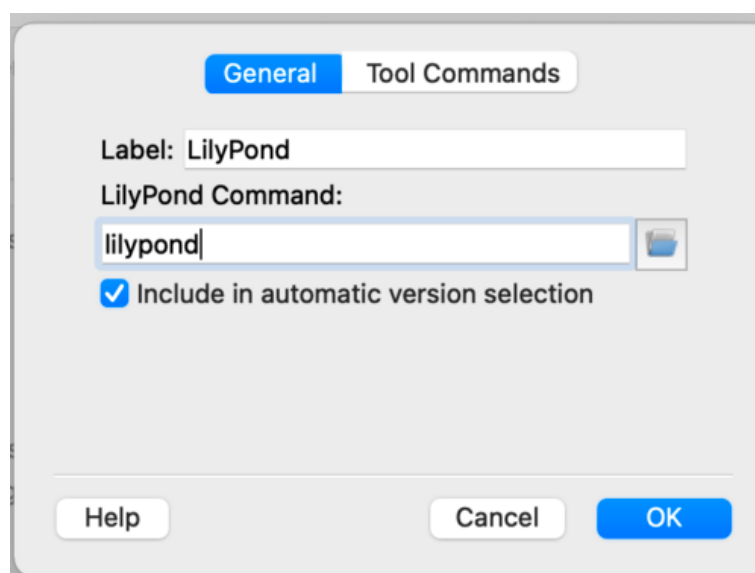 General Tool Commands
Label: LilyPond
LilyPond Command:
lilypond
Include in automatic version selection
Help Cancel OK